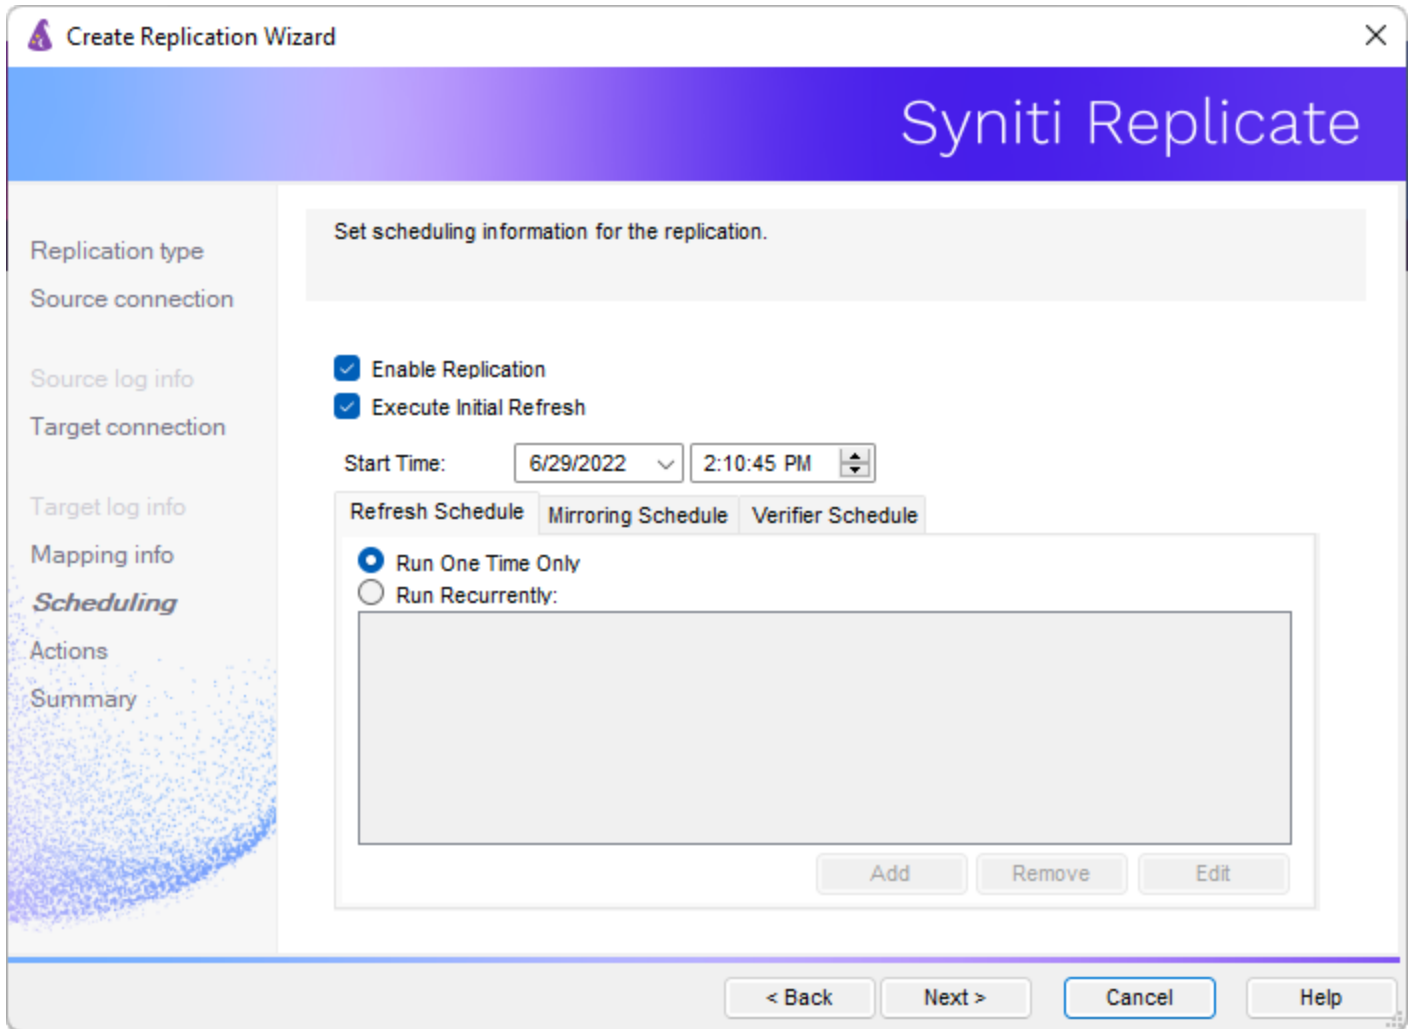 Create Replication Wizard
Syniti Replicate
Replication type
Source connection
Source log info
Target connection
Target log info
Mapping info
Scheduling
Actions
Summary
Set scheduling information for the replication.
Enable Replication
Execute Initial Refresh
Start Time: 6/29/2022 2:10:45 PM
Refresh Schedule Mirroring Schedule Verifier Schedule
Run One Time Only
Run Recurrently:
Add Remove Edit
< Back Next > Cancel Help